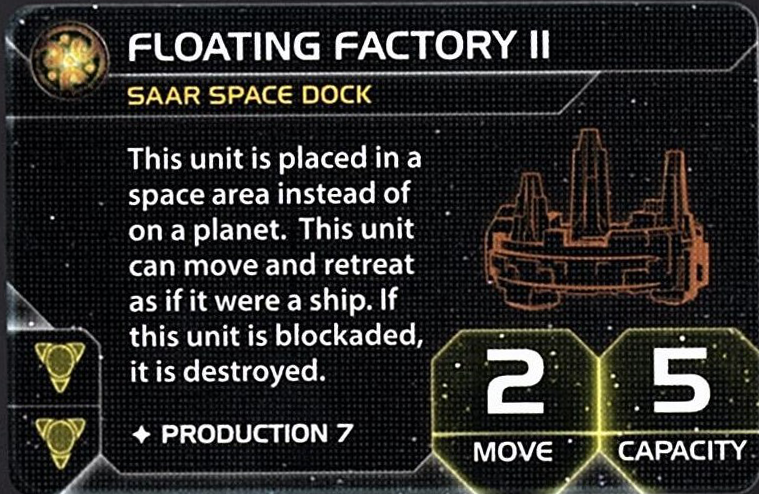 FLOATING FACTORY II
SAAR SPACE DOCK
This unit is placed in a
space area instead of
on a planet. This unit
can move and retreat
as if it were a ship. If
this unit is blockaded,
it is destroyed.
✦ PRODUCTION 7
2
MOVE
5
CAPACITY